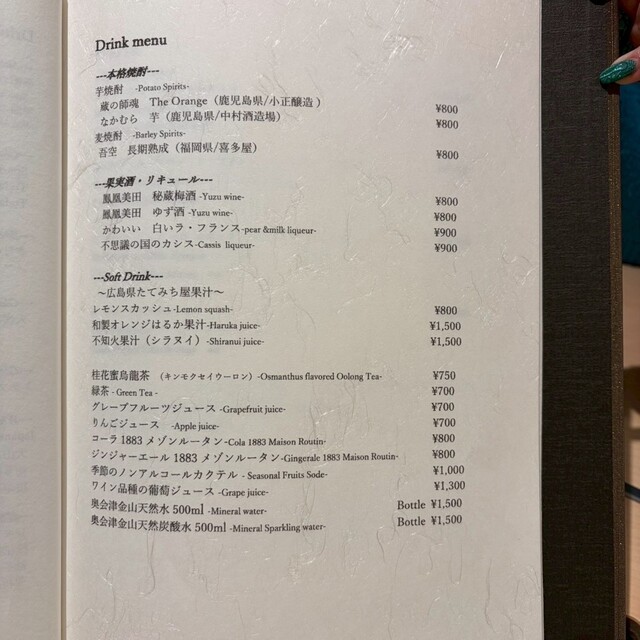 Drink menu
---本格焼酎---
芋焼酎 -Potato Spirits-
蔵の師魂 The Orange（鹿児島県/小正醸造 ） ¥800
なかむら 芋（鹿児島県/中村酒造場） ¥800
麦焼酎 -Barley Spirits-
吾空 長期熟成（福岡県/喜多屋） ¥800
---果実酒・リキュール---
鳳凰美田 秘蔵梅酒 -Yuzu wine- ¥800
鳳凰美田 ゆず酒 -Yuzu wine- ¥800
かわいい 白いラ・フランス -pear &milk liqueur- ¥900
不思議の国のカシス -Cassis liqueur- ¥900
---Soft Drink---
～広島県たてみち屋果汁～
レモンスカッシュ -Lemon squash- ¥800
和製オレンジはるか果汁 -Haruka juice- ¥1,500
不知火果汁（シラヌイ） -Shiranui juice- ¥1,500
桂花蜜烏龍茶 （キンモクセイウーロン） -Osmanthus flavored Oolong Tea- ¥750
緑茶 - Green Tea - ¥700
グレープフルーツジュース -Grapefruit juice- ¥700
りんごジュース -Apple juice- ¥700
コーラ 1883 メゾンルータン -Cola 1883 Maison Routin- ¥800
ジンジャーエール 1883 メゾンルータン -Gingerale 1883 Maison Routin- ¥800
季節のノンアルコールカクテル - Seasonal Fruits Sode- ¥1,000
ワイン品種の葡萄ジュース -Grape juice- ¥1,300
奥会津金山天然水 500ml -Mineral water- Bottle ¥1,500
奥会津金山天然炭酸水 500ml -Mineral Sparkling water- Bottle ¥1,500